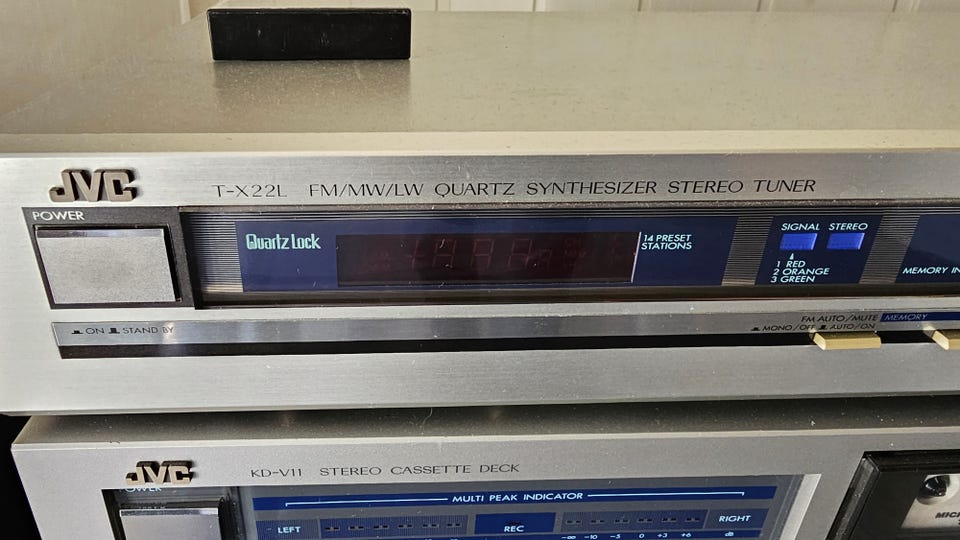 JVC
T-X22L FM/MW/LW QUARTZ SYNTHESIZER STEREO TUNER
POWER
Quartz Lock
14 PRESET
STATIONS
SIGNAL STEREO
1 RED
2 ORANGE
3 GREEN
MEMORY IN
ON STAND BY
FM AUTO/MUTE MEMORY
MONO/OFF AUTO/ON
JVC
KD-V11 STEREO CASSETTE DECK
POWER
MULTI PEAK INDICATOR
LEFT
REC
RIGHT
-∞ -10 -5 0 +3 +6 dB